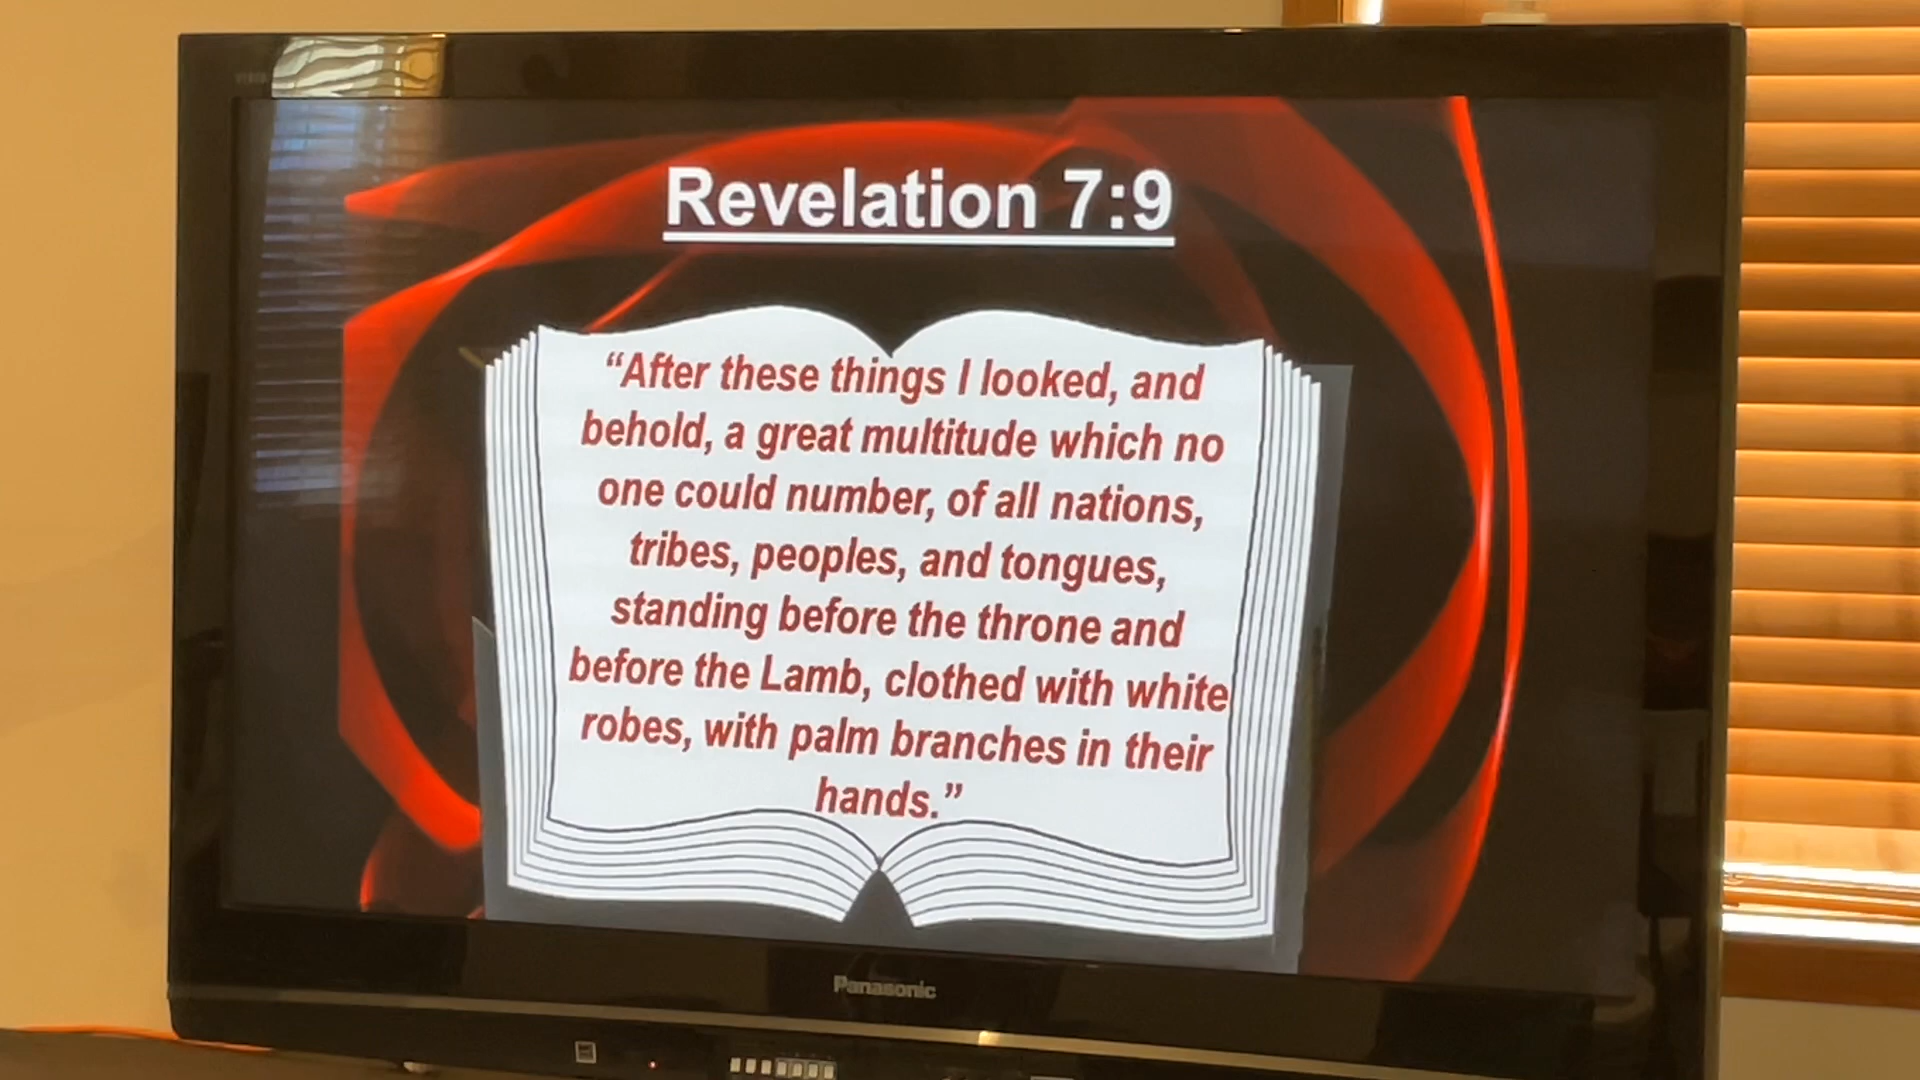 Revelation 7:9
“After these things I looked, and
behold, a great multitude which no
one could number, of all nations,
tribes, peoples, and tongues,
standing before the throne and
before the Lamb, clothed with white
robes, with palm branches in their
hands.”
Panasonic